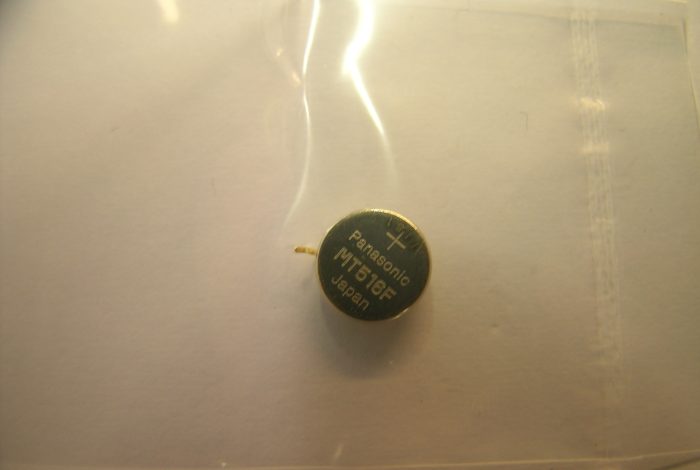 +
Panasonic
MT516F
Japan